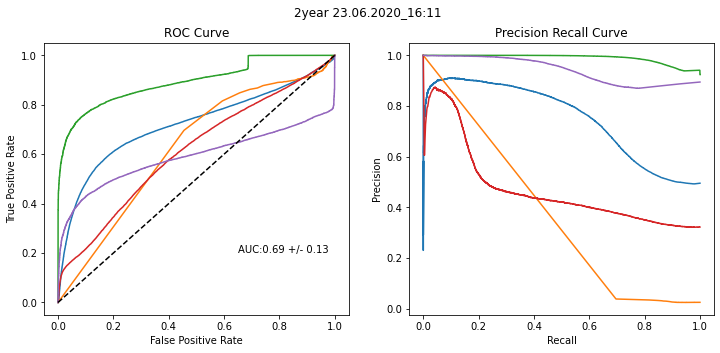 2year 23.06.2020_16:11
ROC Curve
True Positive Rate
1.0
0.8
0.6
0.4
0.2
0.0
AUC:0.69 +/- 0.13
0.0 0.2 0.4 0.6 0.8 1.0
False Positive Rate
Precision Recall Curve
Precision
1.0
0.8
0.6
0.4
0.2
0.0
0.0 0.2 0.4 0.6 0.8 1.0
Recall